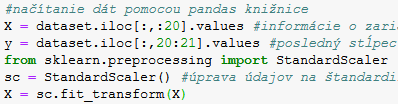 #načítanie dát pomocou pandas knižnice
X = dataset.iloc[:,:20].values #informácie o zari
y = dataset.iloc[:,20:21].values #posledný stĺpec
from sklearn.preprocessing import StandardScaler
sc = StandardScaler() #úprava údajov na štandardi
X = sc.fit_transform(X)